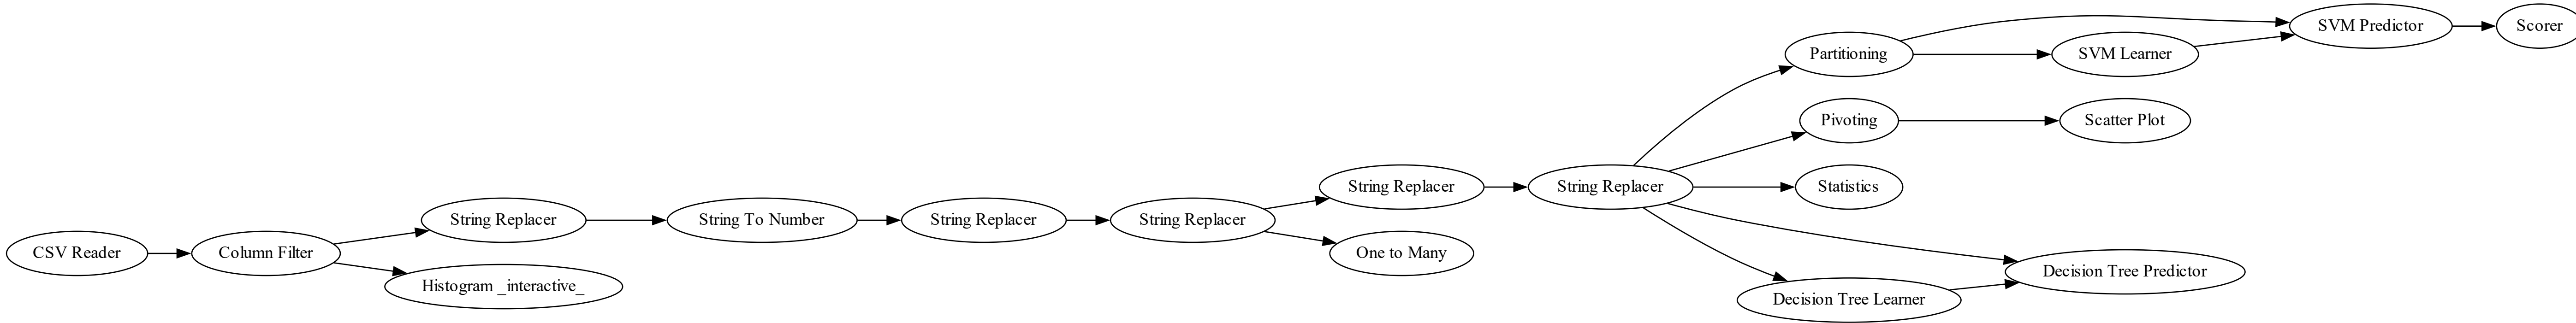 CSV Reader
Column Filter
String Replacer
Histogram _interactive_
String To Number
String Replacer
String Replacer
String Replacer
One to Many
String Replacer
Partitioning
Pivoting
Statistics
Decision Tree Learner
SVM Learner
Scatter Plot
Decision Tree Predictor
SVM Predictor
Scorer